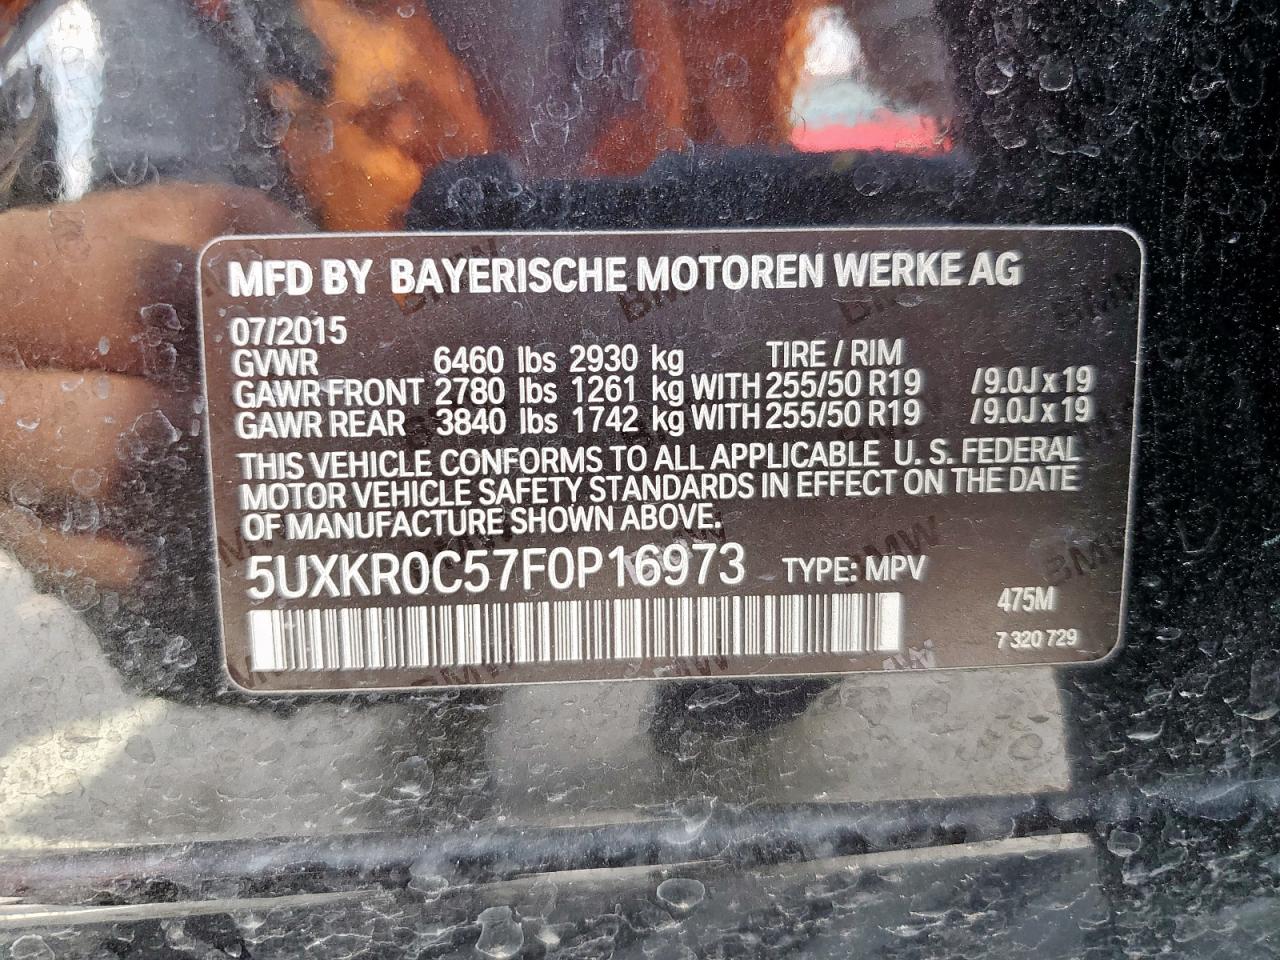 MFD BY BAYERISCHE MOTOREN WERKE AG
07/2015
GVWR 6460 lbs 2930 kg TIRE / RIM
GAWR FRONT 2780 lbs 1261 kg WITH 255/50 R19 /9.0J x 19
GAWR REAR 3840 lbs 1742 kg WITH 255/50 R19 /9.0J x 19
THIS VEHICLE CONFORMS TO ALL APPLICABLE U. S. FEDERAL
MOTOR VEHICLE SAFETY STANDARDS IN EFFECT ON THE DATE
OF MANUFACTURE SHOWN ABOVE.
5UXKR0C57F0P16973 TYPE: MPV
475M
7 320 729